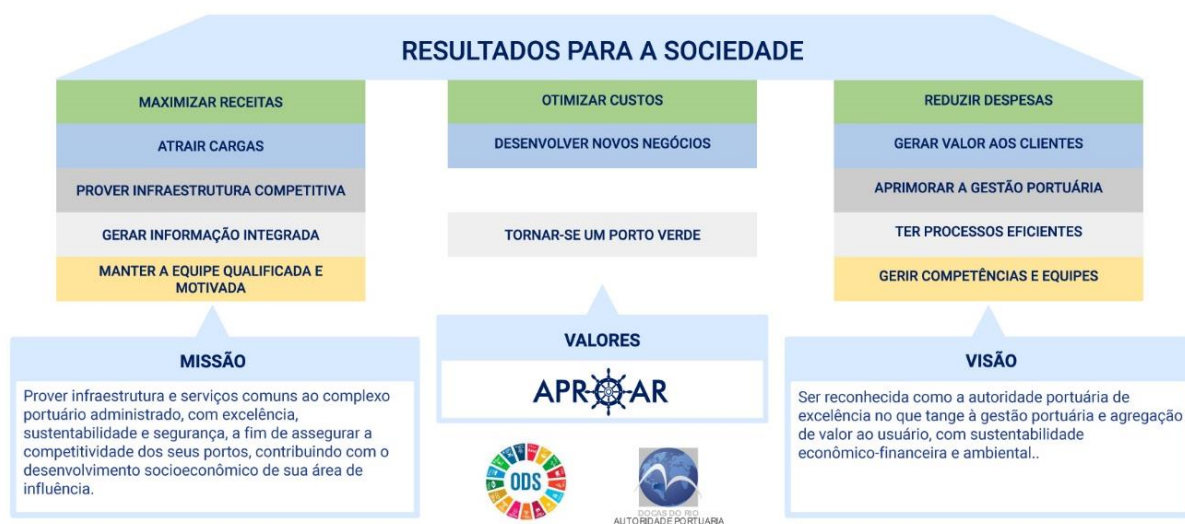 RESULTADOS PARA A SOCIEDADE
MAXIMIZAR RECEITAS
OTIMIZAR CUSTOS
REDUZIR DESPESAS
ATRAIR CARGAS
DESENVOLVER NOVOS NEGÓCIOS
GERAR VALOR AOS CLIENTES
PROVER INFRAESTRUTURA COMPETITIVA
APRIMORAR A GESTÃO PORTUÁRIA
GERAR INFORMAÇÃO INTEGRADA
TORNAR-SE UM PORTO VERDE
TER PROCESSOS EFICIENTES
MANTER A EQUIPE QUALIFICADA E
MOTIVADA
GERIR COMPETÊNCIAS E EQUIPES
MISSÃO
Prover infraestrutura e serviços comuns ao complexo
portuário administrado, com excelência,
sustentabilidade e segurança, a fim de assegurar a
competitividade dos seus portos, contribuindo com o
desenvolvimento socioeconômico de sua área de
influência.
VALORES
APROAR
ODS
DOCAS DO RIO
AUTORIDADE PORTUARIA
VISÃO
Ser reconhecida como a autoridade portuária de
excelência no que tange à gestão portuária e agregação
de valor ao usuário, com sustentabilidade
econômico-financeira e ambiental..